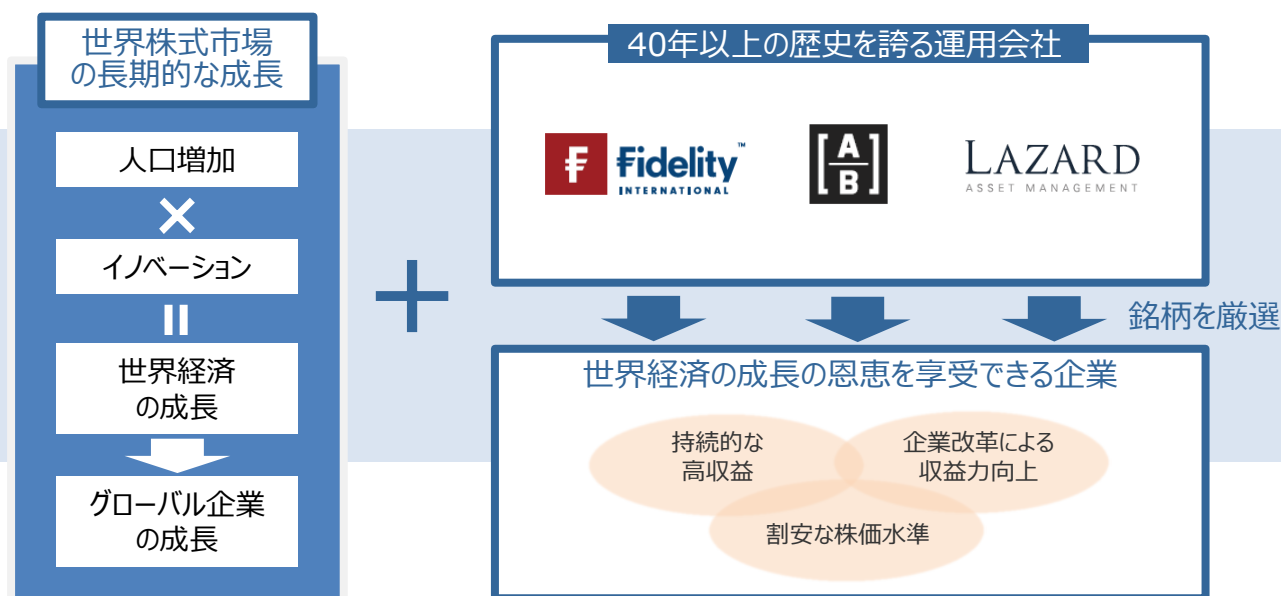 世界株式市場
の長期的な成長
人口増加
×
イノベーション
=
世界経済
の成長
グローバル企業
の成長
+
40年以上の歴史を誇る運用会社
Fidelity™
INTERNATIONAL
[A/B]
LAZARD
ASSET MANAGEMENT
銘柄を厳選
世界経済の成長の恩恵を享受できる企業
持続的な
高収益
企業改革による
収益力向上
割安な株価水準